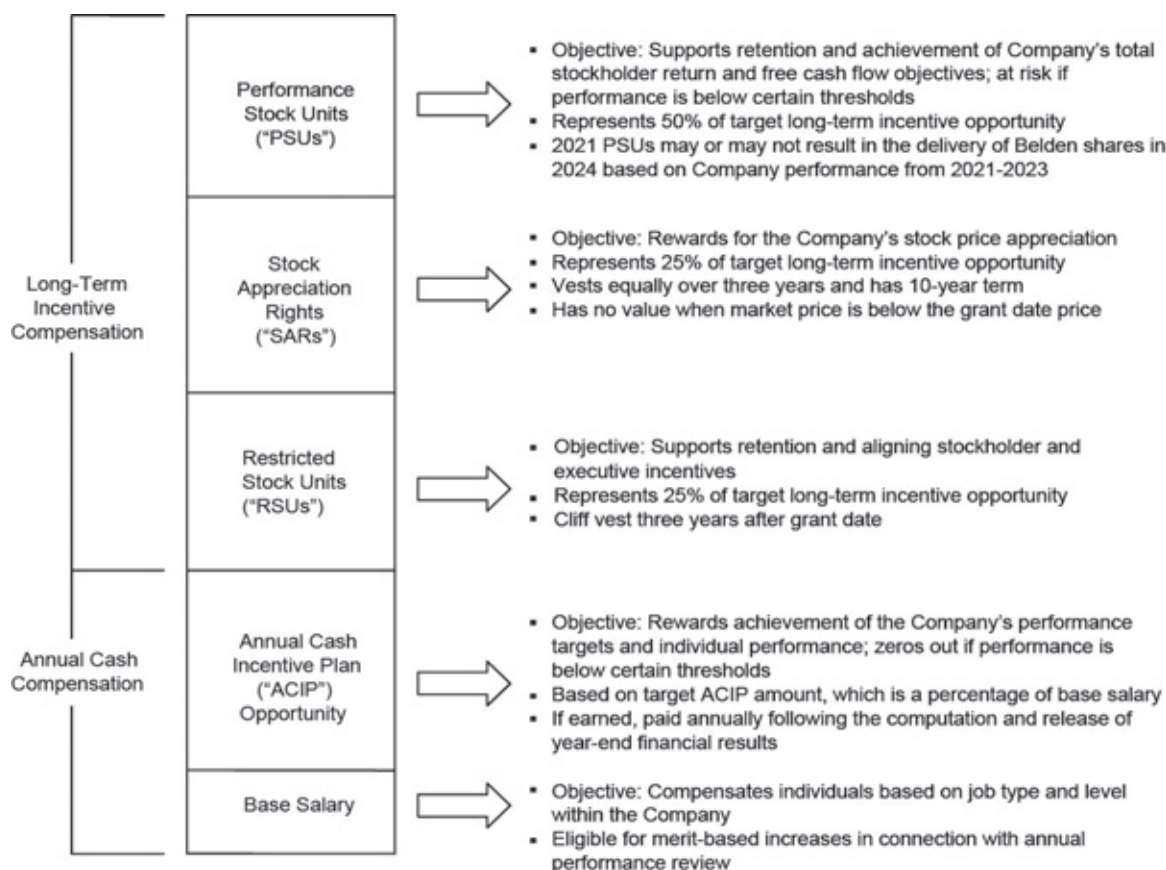 Long-Term
Incentive
Compensation
Performance
Stock Units
(“PSUs”)
▪ Objective: Supports retention and achievement of Company’s total
stockholder return and free cash flow objectives; at risk if
performance is below certain thresholds
▪ Represents 50% of target long-term incentive opportunity
▪ 2021 PSUs may or may not result in the delivery of Belden shares in
2024 based on Company performance from 2021-2023
Stock
Appreciation
Rights
(“SARs”)
▪ Objective: Rewards for the Company’s stock price appreciation
▪ Represents 25% of target long-term incentive opportunity
▪ Vests equally over three years and has 10-year term
▪ Has no value when market price is below the grant date price
Restricted
Stock Units
(“RSUs”)
▪ Objective: Supports retention and aligning stockholder and
executive incentives
▪ Represents 25% of target long-term incentive opportunity
▪ Cliff vest three years after grant date
Annual Cash
Compensation
Annual Cash
Incentive Plan
(“ACIP”)
Opportunity
▪ Objective: Rewards achievement of the Company’s performance
targets and individual performance; zeros out if performance is
below certain thresholds
▪ Based on target ACIP amount, which is a percentage of base salary
▪ If earned, paid annually following the computation and release of
year-end financial results
Base Salary
▪ Objective: Compensates individuals based on job type and level
within the Company
▪ Eligible for merit-based increases in connection with annual
performance review